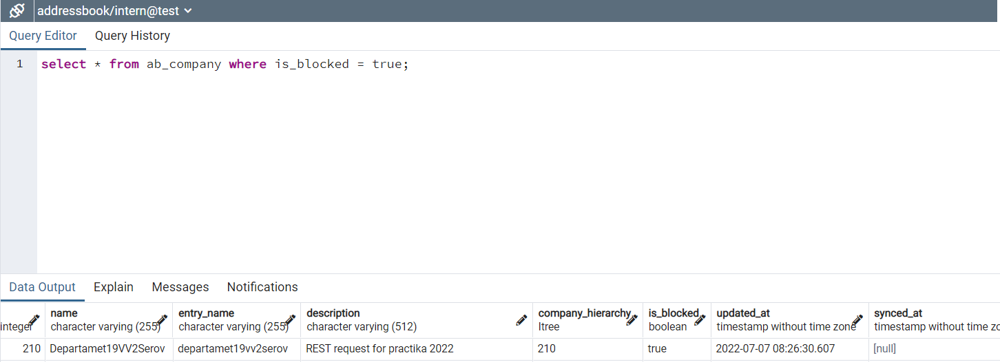 addressbook/intern@test
Query Editor Query History
1 select * from ab_company where is_blocked = true;
Data Output Explain Messages Notifications
name entry_name description company_hierarchy is_blocked updated_at synced_at
integer character varying (255) character varying (255) character varying (512) ltree boolean timestamp without time zone timestamp without time zo
210 Departamet19VV2Serov departamet19vv2serov REST request for practika 2022 210 true 2022-07-07 08:26:30.607 [null]